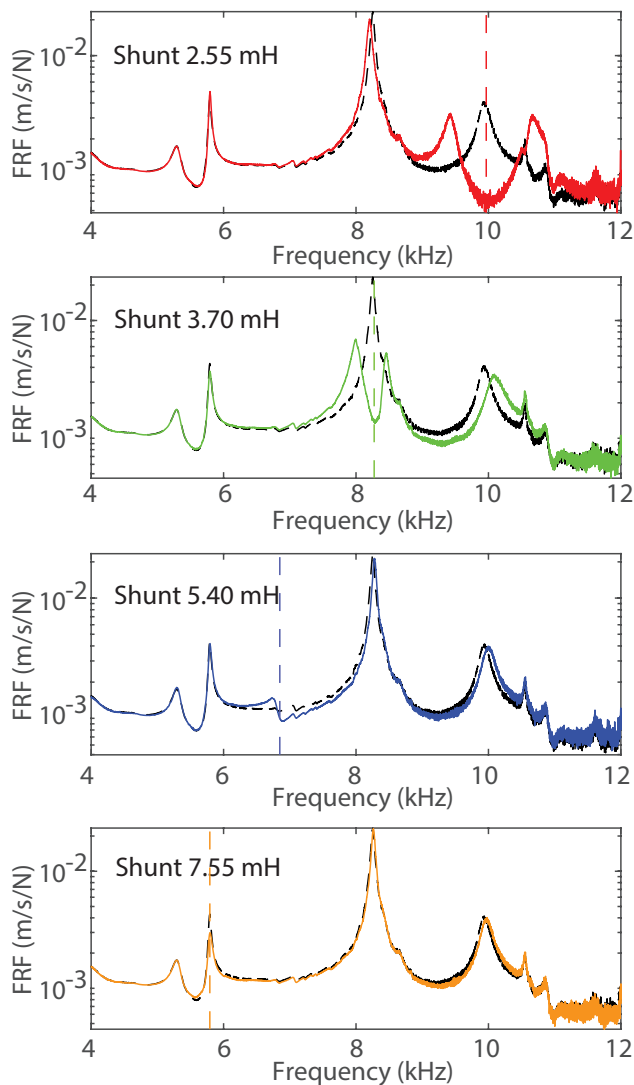 10⁻²
Shunt 2.55 mH
FRF (m/s/N)
10⁻³
4 6 8 10 12
Frequency (kHz)
10⁻²
Shunt 3.70 mH
FRF (m/s/N)
10⁻³
4 6 8 10 12
Frequency (kHz)
10⁻²
Shunt 5.40 mH
FRF (m/s/N)
10⁻³
4 6 8 10 12
Frequency (kHz)
10⁻²
Shunt 7.55 mH
FRF (m/s/N)
10⁻³
4 6 8 10 12
Frequency (kHz)